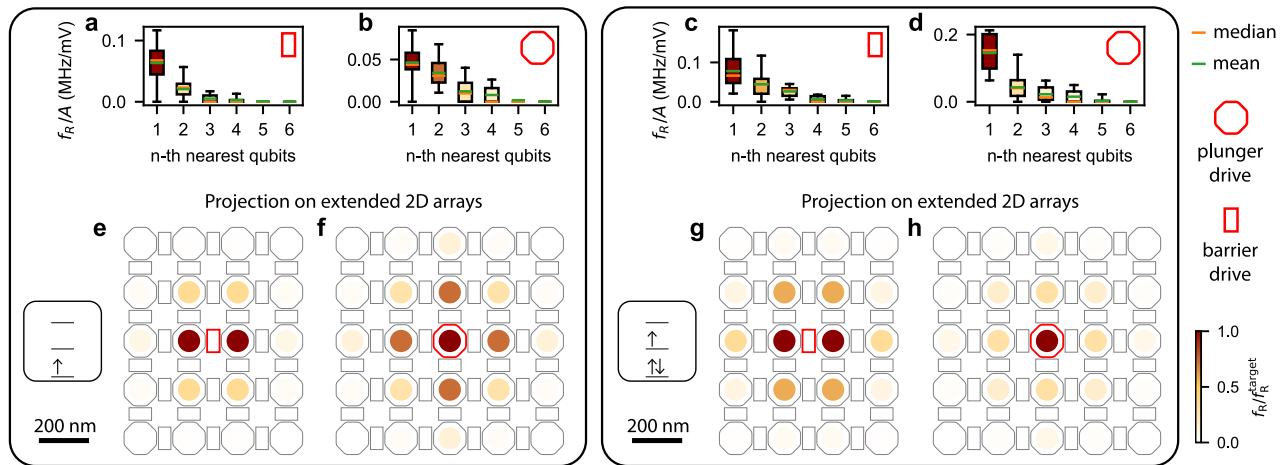 a
b
c
d
f_R/A (MHz/mV)
0.1
0.0
1 2 3 4 5 6
n-th nearest qubits
0.05
0.00
1 2 3 4 5 6
n-th nearest qubits
f_R/A (MHz/mV)
0.1
0.0
1 2 3 4 5 6
n-th nearest qubits
0.2
0.0
1 2 3 4 5 6
n-th nearest qubits
median
mean
plunger
drive
barrier
drive
Projection on extended 2D arrays
e
f
↑
200 nm
Projection on extended 2D arrays
g
h
↑
↑↓
200 nm
1.0
0.5
0.0
f_R/f_R^target